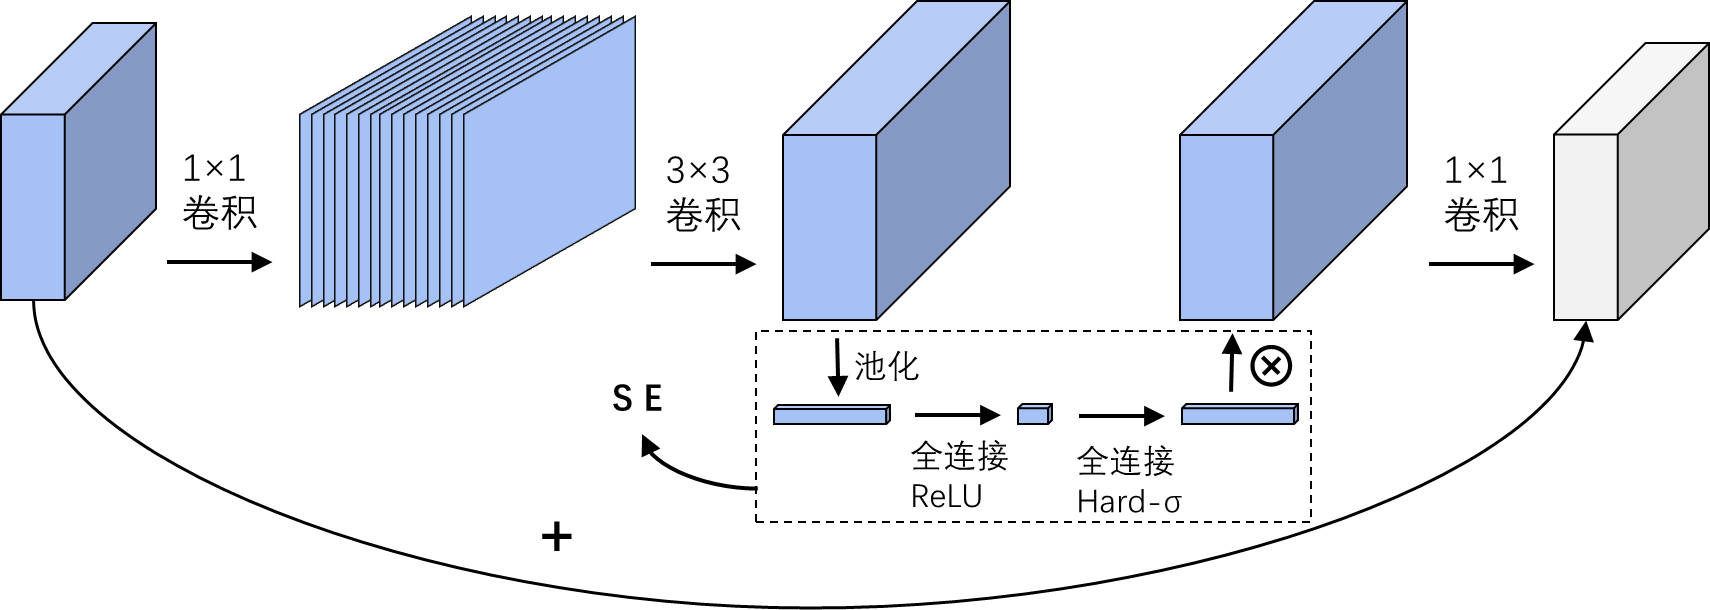 1×1
卷积
3×3
卷积
1×1
卷积
池化
⊗
S E
全连接
ReLU
全连接
Hard-σ
+